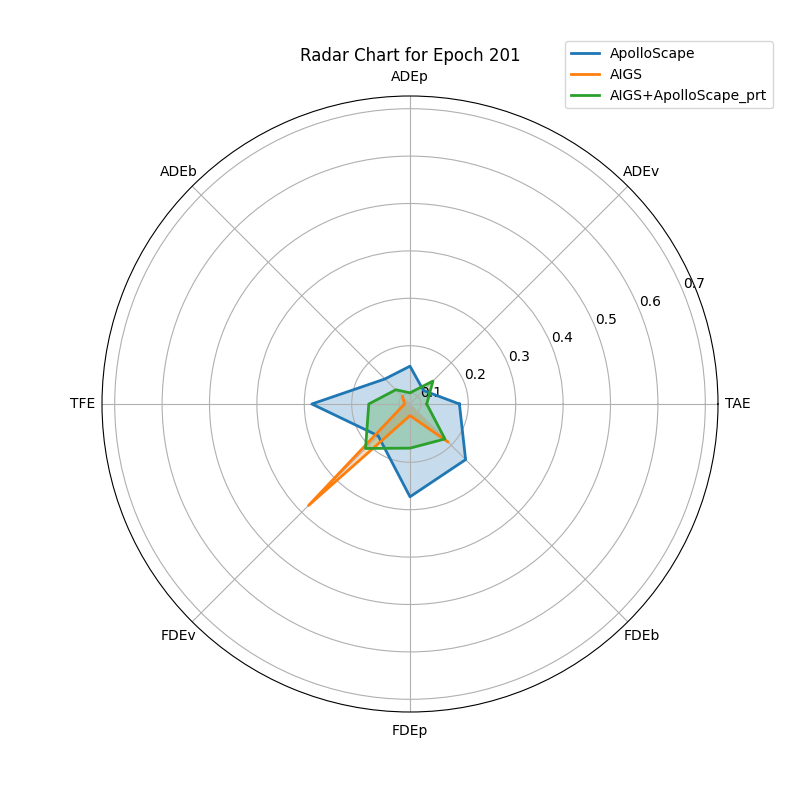 Radar Chart for Epoch 201
ApolloScape
AIGS
AIGS+ApolloScape_prt
ADEp
ADEb
ADEv
0.7
0.6
0.5
0.4
0.3
0.2
0.1
TFE
TAE
FDEv
FDEb
FDEp